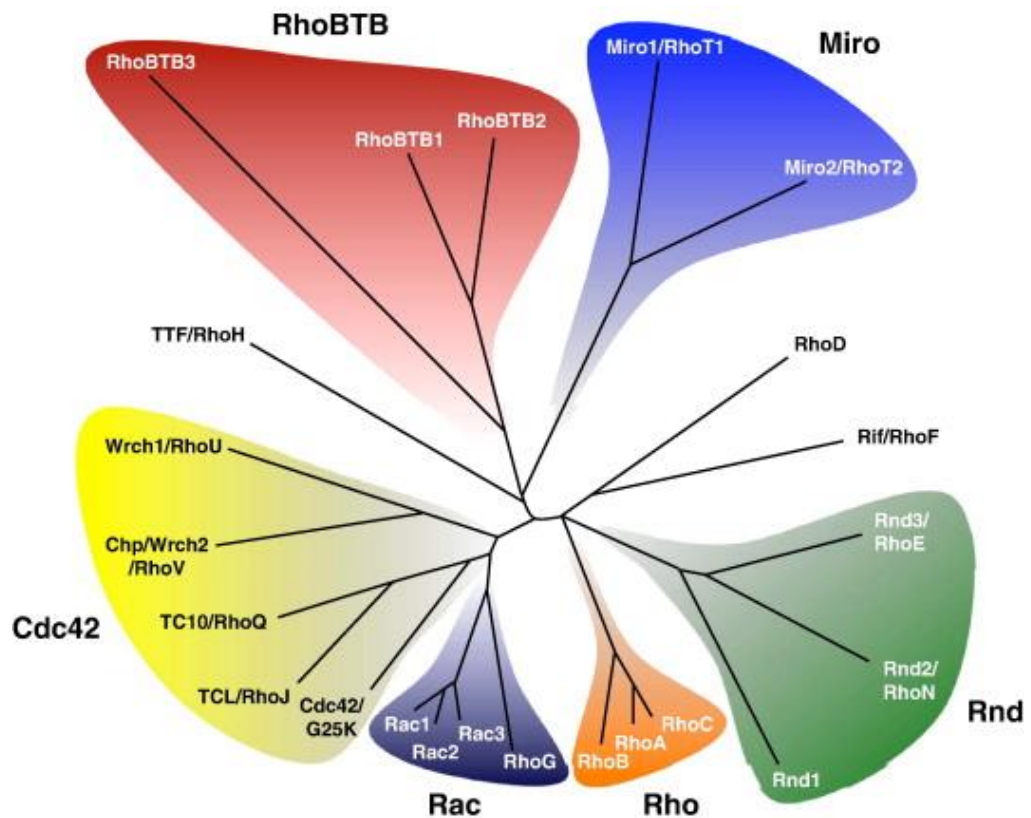 RhoBTB
Miro
RhoBTB3
Miro1/RhoT1
RhoBTB2
RhoBTB1
Miro2/RhoT2
TTF/RhoH
RhoD
Wrch1/RhoU
Rif/RhoF
Chp/Wrch2
/RhoV
Rnd3/
RhoE
TC10/RhoQ
Cdc42
TCL/RhoJ
Cdc42/
G25K
Rnd2/
RhoN
Rnd
Rac1
Rac2
Rac3
RhoG
RhoC
RhoA
RhoB
Rnd1
Rac
Rho